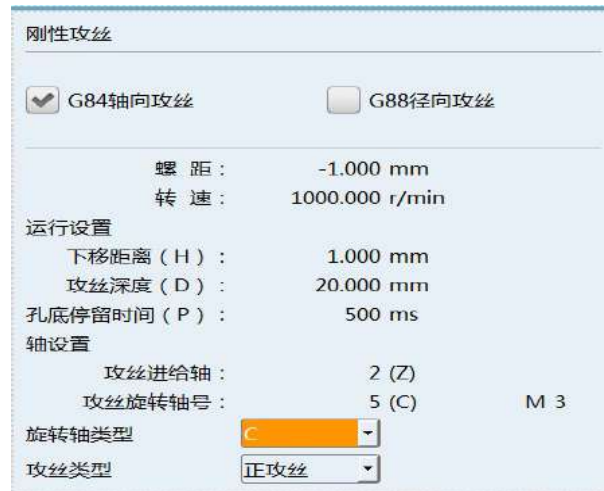 刚性攻丝
G84轴向攻丝 G88径向攻丝
螺 距： -1.000 mm
转 速： 1000.000 r/min
运行设置
下移距离（H）： 1.000 mm
攻丝深度（D）： 20.000 mm
孔底停留时间（P）： 500 ms
轴设置
攻丝进给轴： 2 (Z)
攻丝旋转轴号： 5 (C) M 3
旋转轴类型 C
攻丝类型 正攻丝